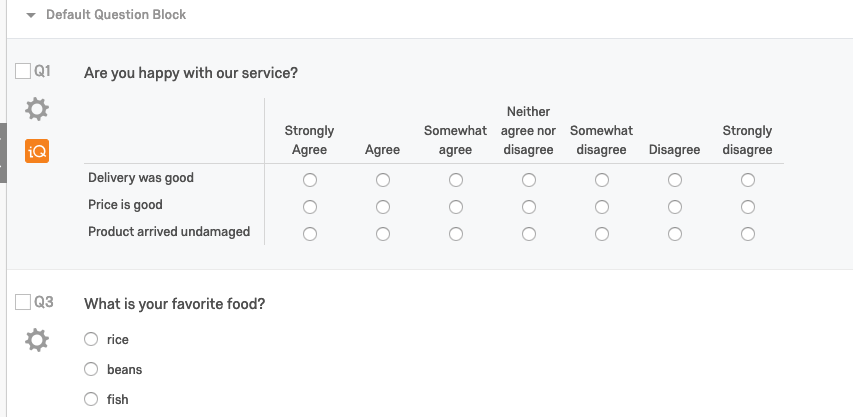 Default Question Block
Q1
Are you happy with our service?
Strongly Agree
Agree
Somewhat agree
Neither agree nor disagree
Somewhat disagree
Disagree
Strongly disagree
Delivery was good
Price is good
Product arrived undamaged
iQ
Q3
What is your favorite food?
rice
beans
fish